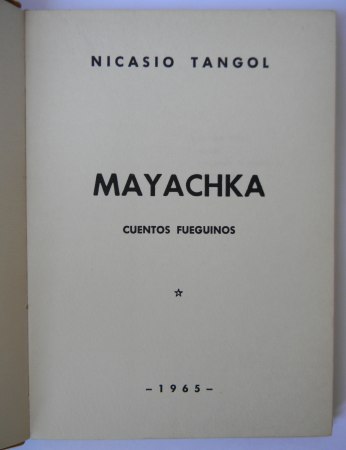 NICASIO TANGOL
MAYACHKA
CUENTOS FUEGUINOS
☆
– 1965 –